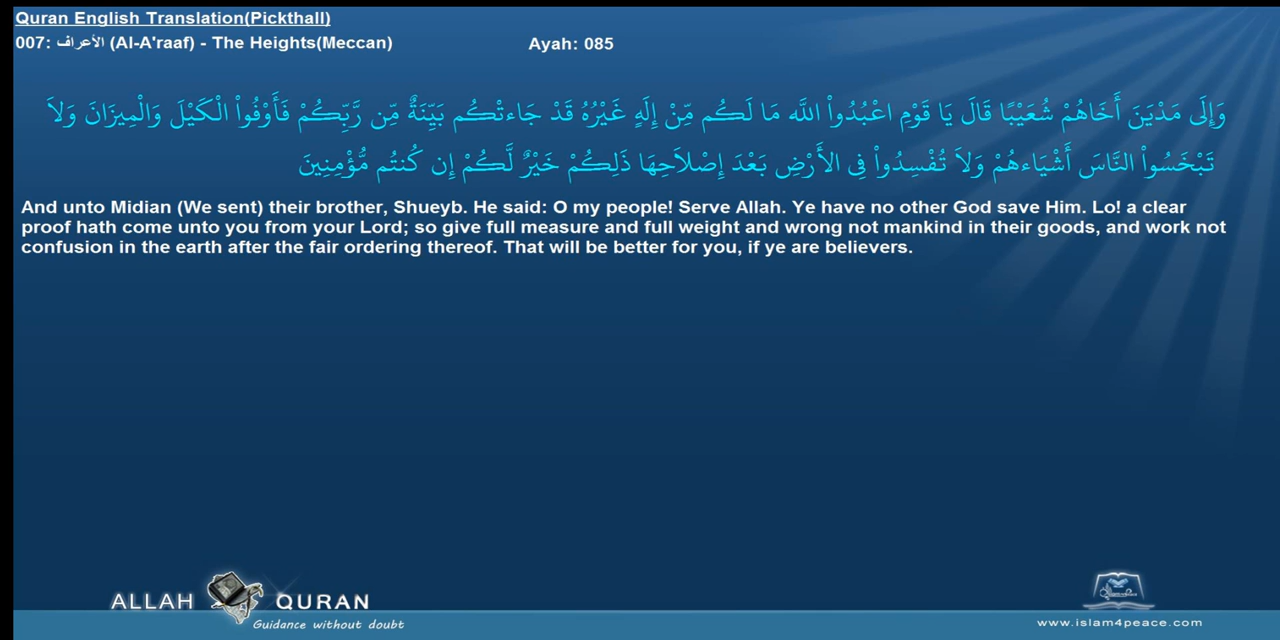 Quran English Translation(Pickthall)
007: الأعراف (Al-A'raaf) - The Heights(Meccan) Ayah: 085
وَإِلَى مَدْيَنَ أَخَاهُمْ شُعَيْبًا قَالَ يَا قَوْمِ اعْبُدُواْ اللَّه مَا لَكُم مِّنْ إِلَهٍ غَيْرُهُ قَدْ جَاءتْكُم بَيِّنَةٌ مِّن رَّبِّكُمْ فَأَوْفُواْ الْكَيْلَ وَالْمِيزَانَ وَلاَ
تَبْخَسُواْ النَّاسَ أَشْيَاءهُمْ وَلاَ تُفْسِدُواْ فِي الأَرْضِ بَعْدَ إِصْلاَحِهَا ذَلِكُمْ خَيْرٌ لَّكُمْ إِن كُنتُم مُّؤْمِنِينَ
And unto Midian (We sent) their brother, Shueyb. He said: O my people! Serve Allah. Ye have no other God save Him. Lo! a clear
proof hath come unto you from your Lord; so give full measure and full weight and wrong not mankind in their goods, and work not
confusion in the earth after the fair ordering thereof. That will be better for you, if ye are believers.
ALLAH QURAN
Guidance without doubt
www.islam4peace.com